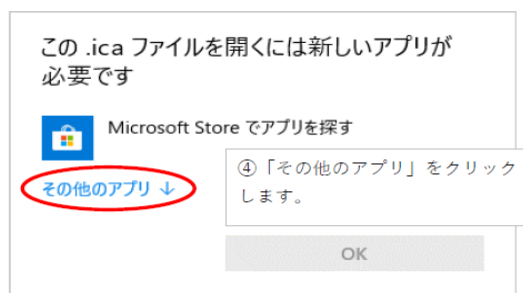 この .ica ファイルを開くには新しいアプリが
必要です
Microsoft Store でアプリを探す
その他のアプリ ↓
④「その他のアプリ」をクリック
します。
OK